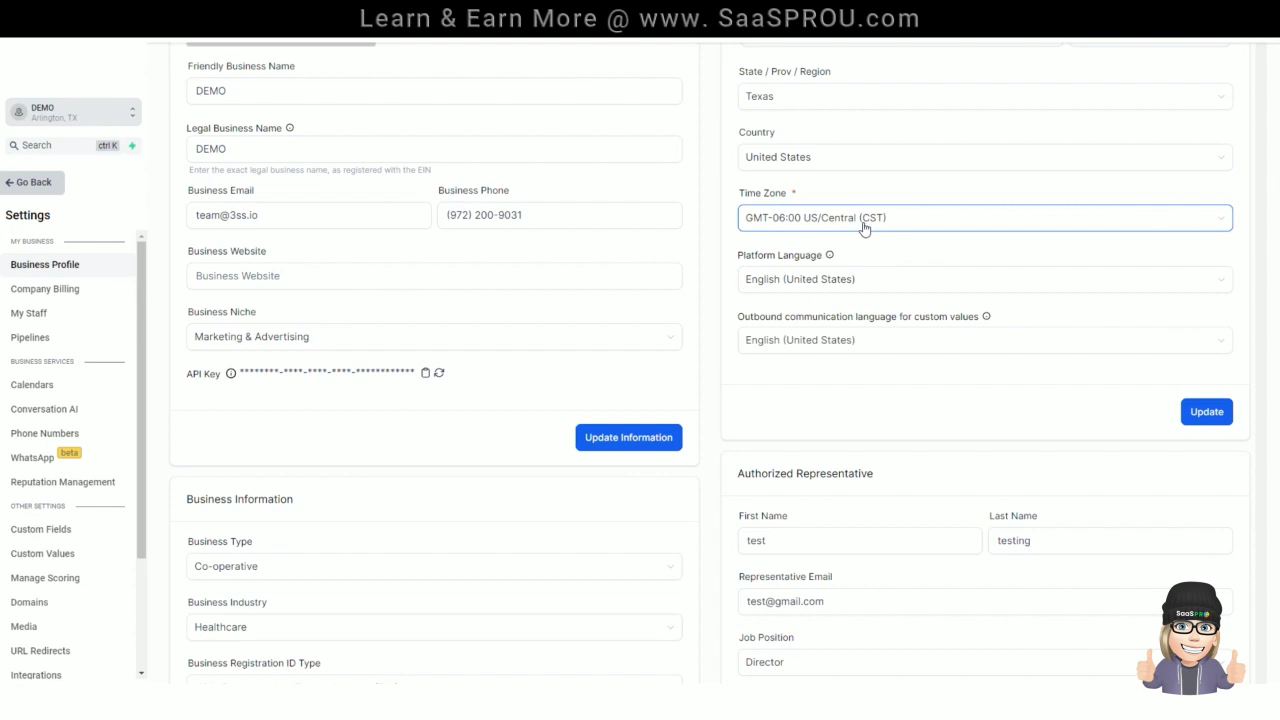 Learn & Earn More @ www. SaaSPROU.com
DEMO
Arlington, TX
Search ctrl K
Go Back
Settings
MY BUSINESS
Business Profile
Company Billing
My Staff
Pipelines
BUSINESS SERVICES
Calendars
Conversation AI
Phone Numbers
WhatsApp beta
Reputation Management
OTHER SETTINGS
Custom Fields
Custom Values
Manage Scoring
Domains
Media
URL Redirects
Integrations
Friendly Business Name
DEMO
Legal Business Name
DEMO
Enter the exact legal business name, as registered with the EIN
Business Email Business Phone
team@3ss.io (972) 200-9031
Business Website
Business Website
Business Niche
Marketing & Advertising
API Key ********-****-****-****-************
Update Information
Business Information
Business Type
Co-operative
Business Industry
Healthcare
Business Registration ID Type
State / Prov / Region
Texas
Country
United States
Time Zone *
GMT-06:00 US/Central (CST)
Platform Language
English (United States)
Outbound communication language for custom values
English (United States)
Update
Authorized Representative
First Name Last Name
test testing
Representative Email
test@gmail.com
Job Position
Director
SaaSPRO